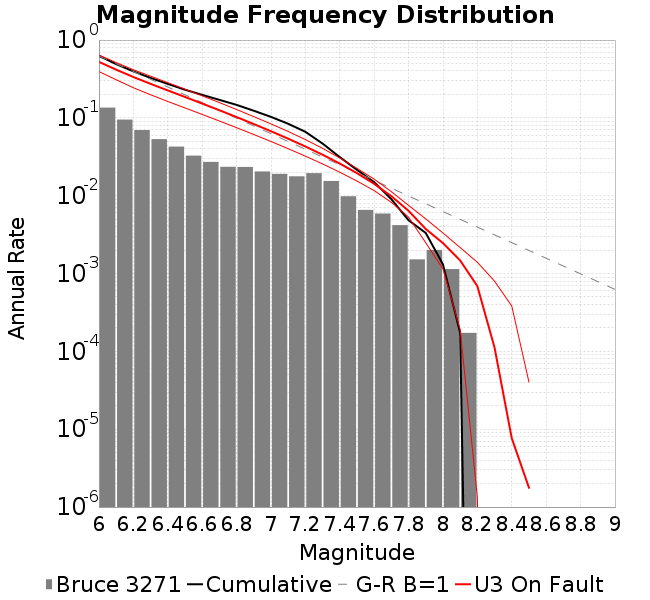 Magnitude Frequency Distribution
10^0
10^-1
10^-2
10^-3
10^-4
10^-5
10^-6
Annual Rate
6 6.2 6.4 6.6 6.8 7 7.2 7.4 7.6 7.8 8 8.2 8.4 8.6 8.8 9
Magnitude
Bruce 3271 Cumulative G-R B=1 U3 On Fault